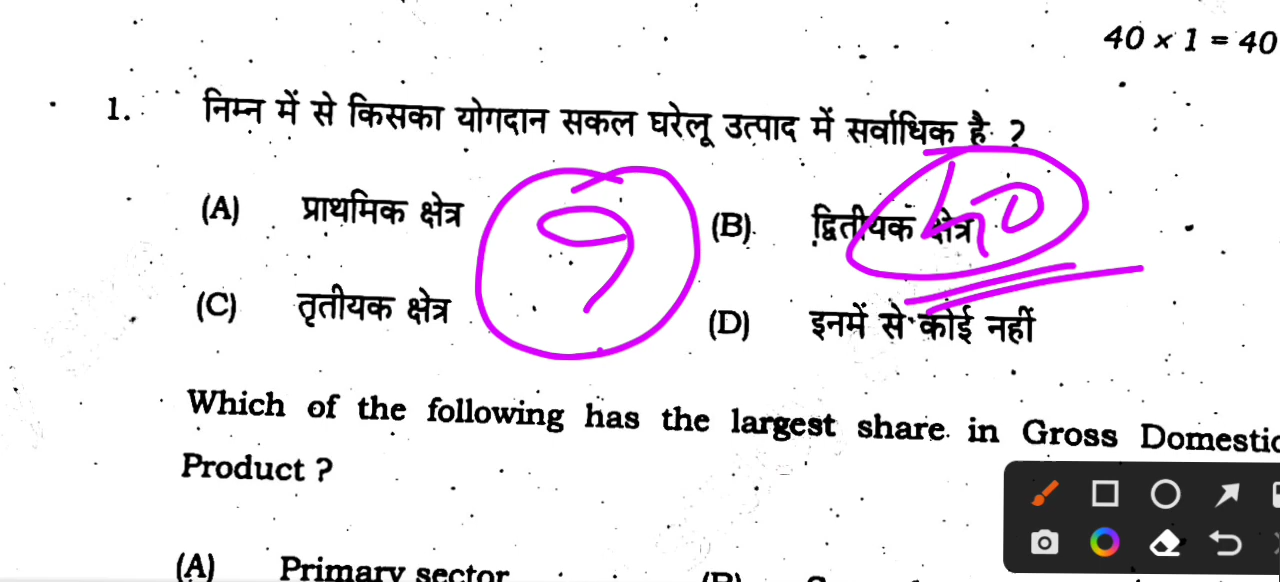 40 × 1 = 40
1. निम्न में से किसका योगदान सकल घरेलू उत्पाद में सर्वाधिक है ?
(A) प्राथमिक क्षेत्र (B) द्वितीयक क्षेत्र
(C) तृतीयक क्षेत्र (D) इनमें से कोई नहीं
Which of the following has the largest share in Gross Domestic
Product ?
(A) Primary sector (B)